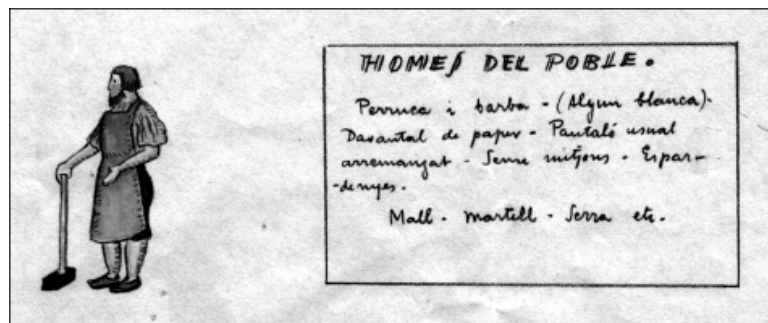 HOMES DEL POBLE.
Perruca i barba - (Algun blanca).
Davantal de paper - Pantaló usual
arremangat - Sense mitjons - Espar-
-denyes.
Mall - martell - Serra etc.